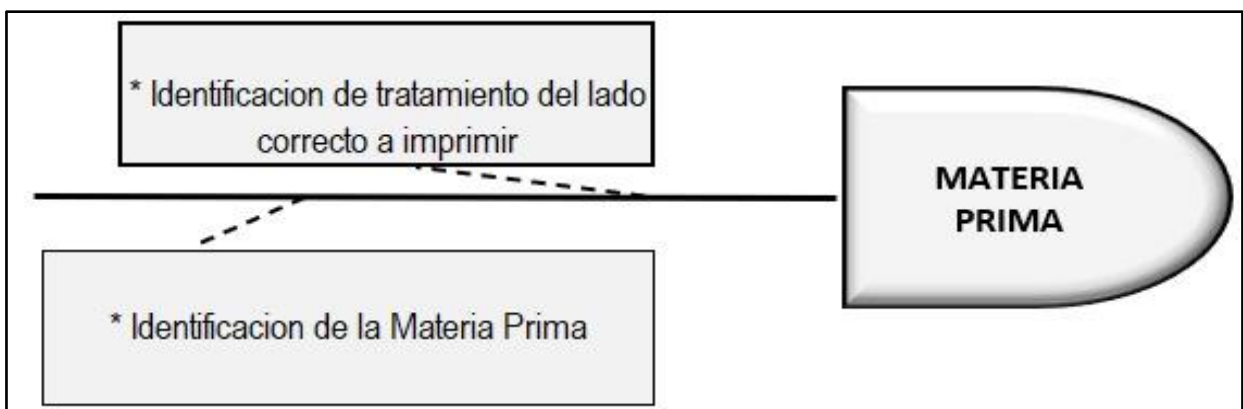 * Identificacion de tratamiento del lado
correcto a imprimir
MATERIA
PRIMA
* Identificacion de la Materia Prima